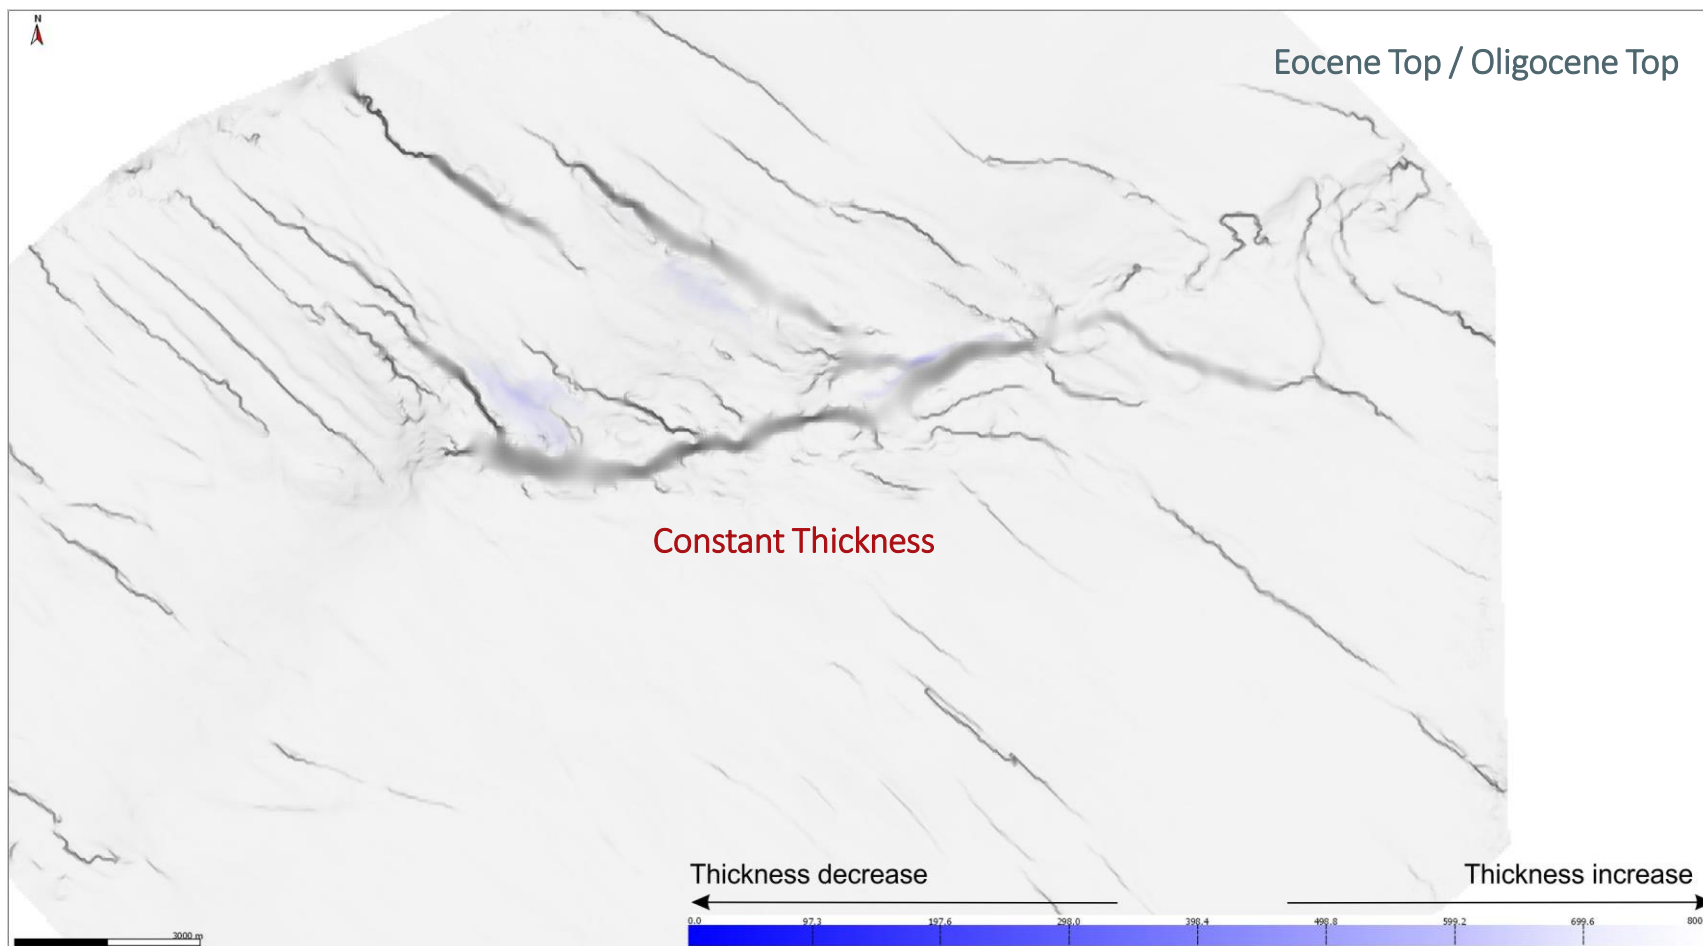 N
Eocene Top / Oligocene Top
Constant Thickness
Thickness decrease
Thickness increase
0.0 97.3 197.6 298.0 398.4 498.8 599.2 699.6 800
3000 m